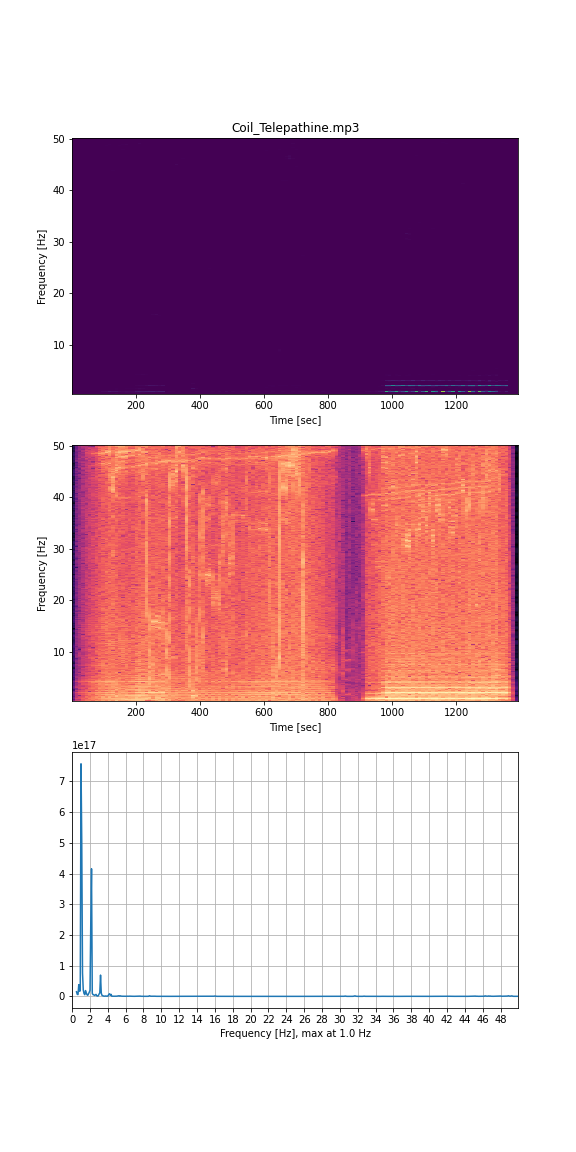 Coil_Telepathine.mp3
50
40
30
20
10
Frequency [Hz]
200 400 600 800 1000 1200
Time [sec]
50
40
30
20
10
Frequency [Hz]
200 400 600 800 1000 1200
Time [sec]
1e17
7
6
5
4
3
2
1
0
0 2 4 6 8 10 12 14 16 18 20 22 24 26 28 30 32 34 36 38 40 42 44 46 48
Frequency [Hz], max at 1.0 Hz